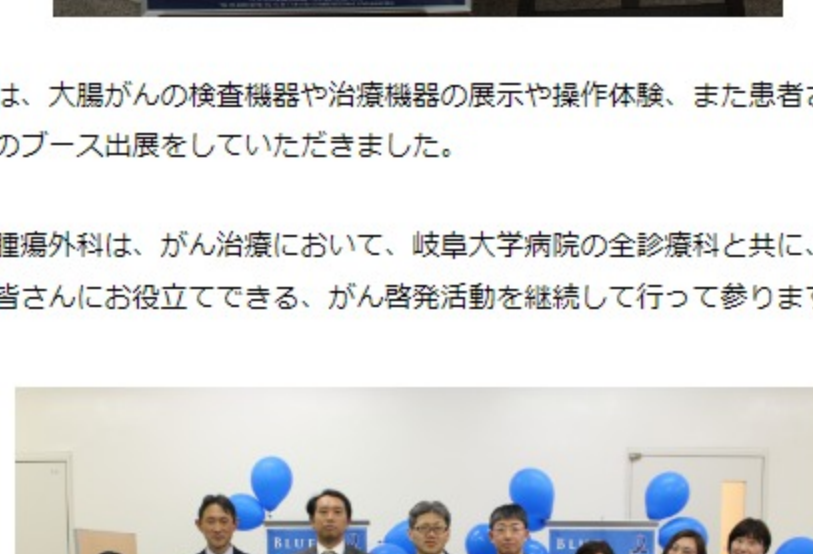 は、大腸がんの検査機器や治療機器の展示や操作体験、また患者
のブース出展をしていただきました。
腫瘍外科は、がん治療において、岐阜大学病院の全診療科と共に、
皆さんにお役立てできる、がん啓発活動を継続して行って参ります
BLUE
BLUE